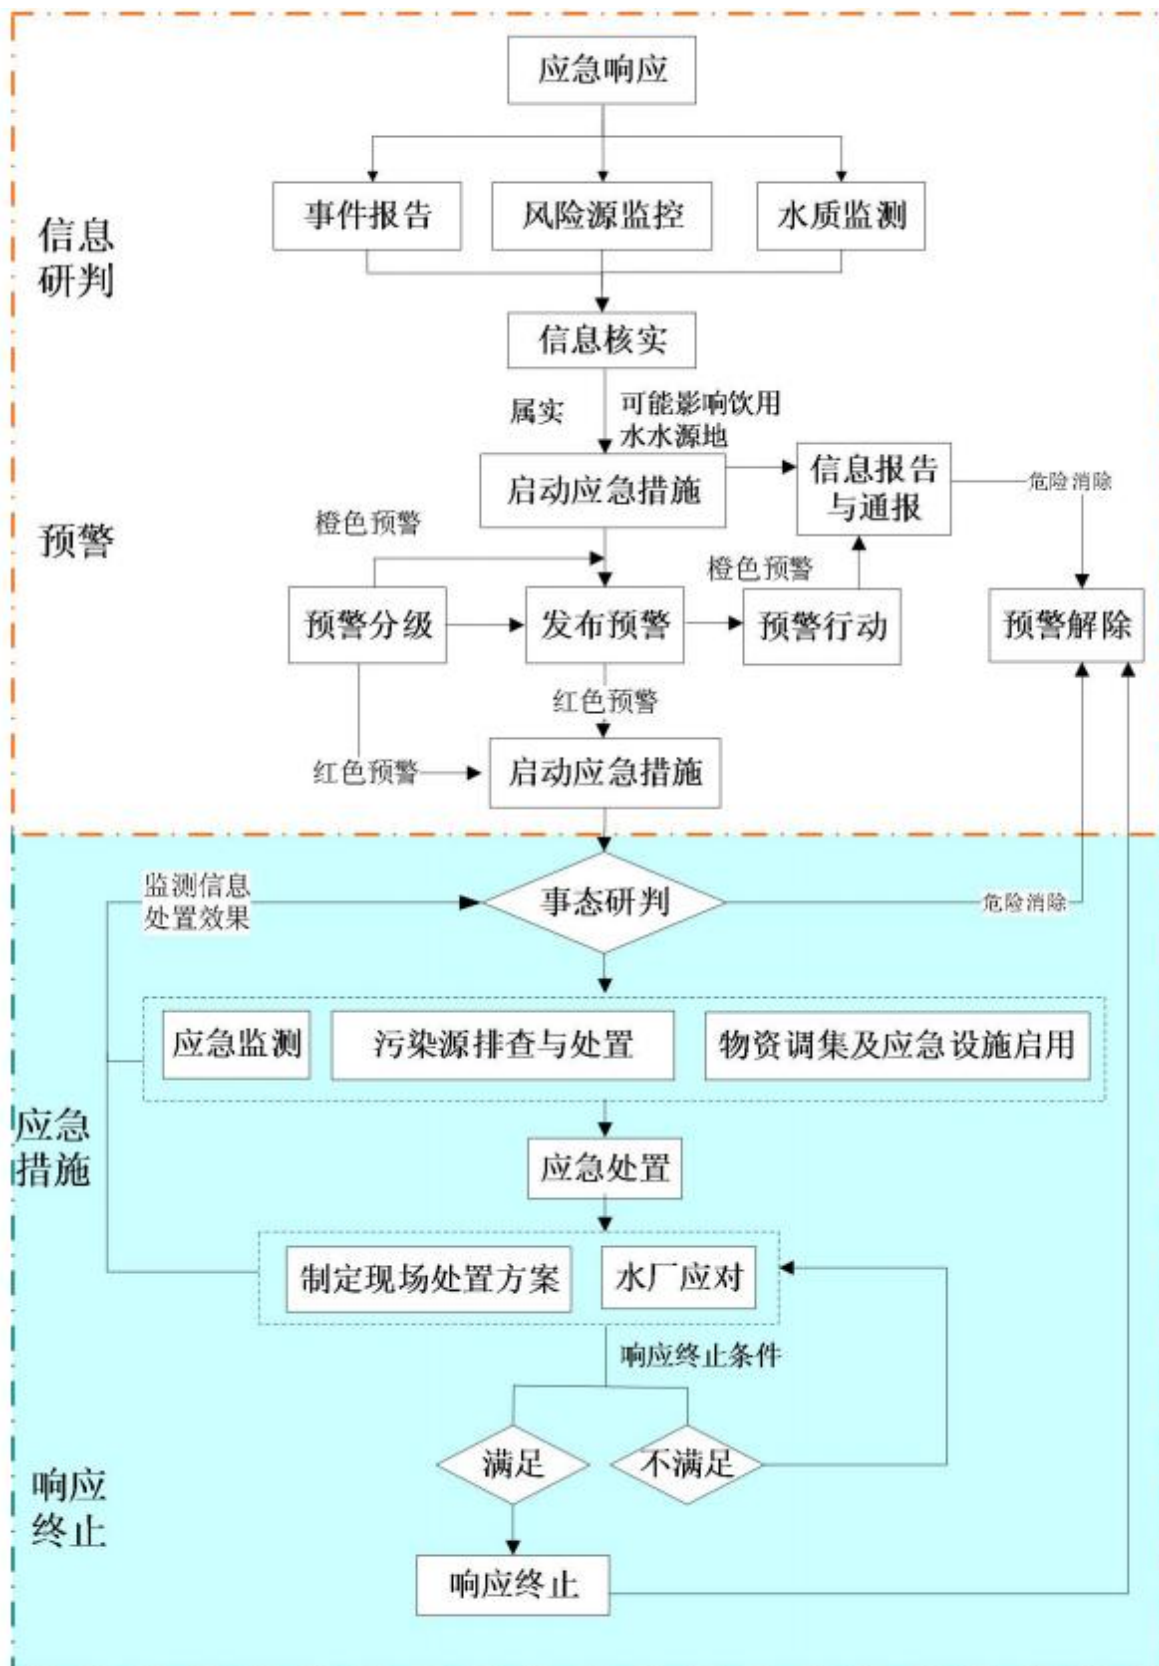 应急响应
事件报告
风险源监控
水质监测
信息
研判
信息核实
属实
可能影响饮用
水水源地
启动应急措施
信息报告
与通报
危险消除
预警
橙色预警
橙色预警
预警分级
发布预警
预警行动
预警解除
红色预警
红色预警
启动应急措施
监测信息
处置效果
事态研判
危险消除
应急监测
污染源排查与处置
物资调集及应急设施启用
应急
措施
应急处置
制定现场处置方案
水厂应对
响应终止条件
满足
不满足
响应
终止
响应终止